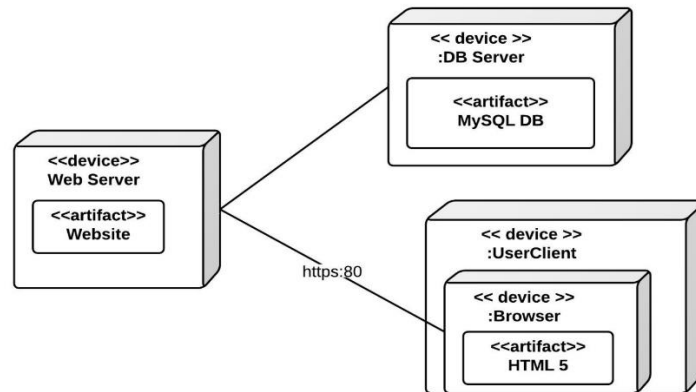 << device >>
:DB Server
<<artifact>>
MySQL DB
<<device>>
Web Server
<<artifact>>
Website
https:80
<< device >>
:UserClient
<< device >>
:Browser
<<artifact>>
HTML 5